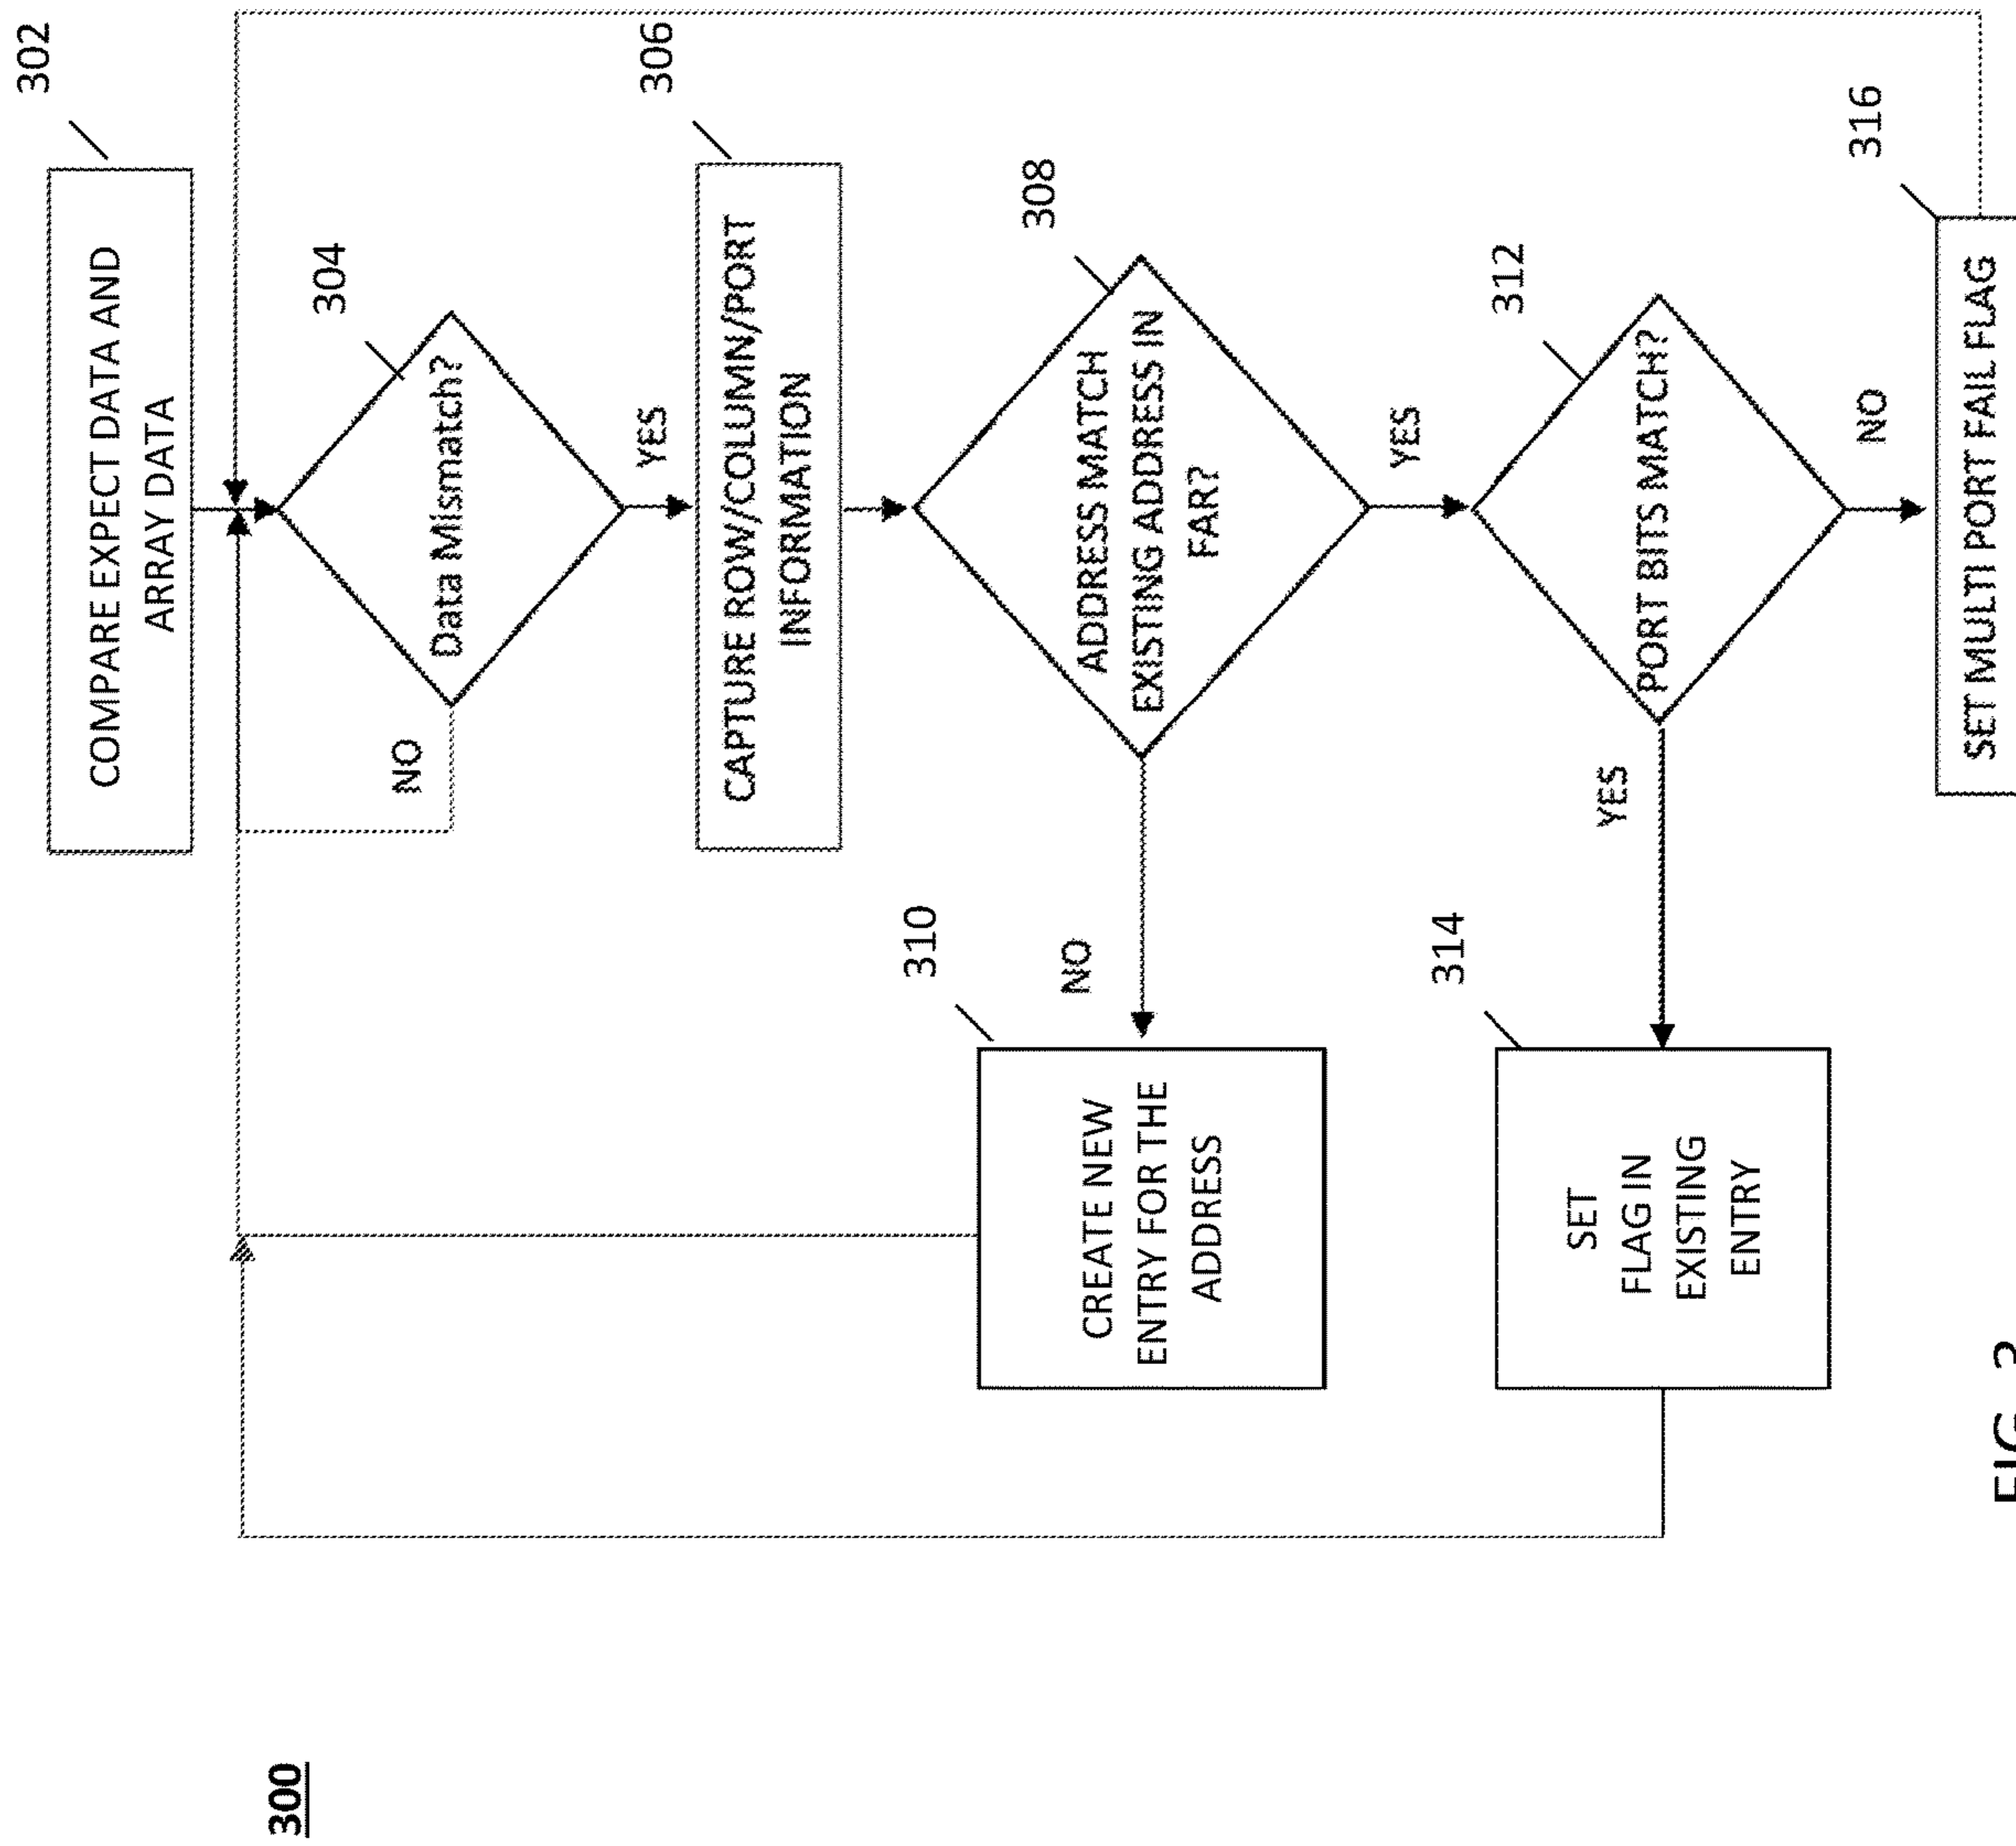 300
302
COMPARE EXPECT DATA AND
ARRAY DATA
304
Data Mismatch?
NO
YES
306
CAPTURE ROW/COLUMN/PORT
INFORMATION
308
ADDRESS MATCH
EXISTING ADDRESS IN
FAR?
NO
YES
310
CREATE NEW
ENTRY FOR THE
ADDRESS
312
PORT BITS MATCH?
YES
NO
314
SET
FLAG IN
EXISTING
ENTRY
316
SET MULTI PORT FAIL FLAG
FIG. 3